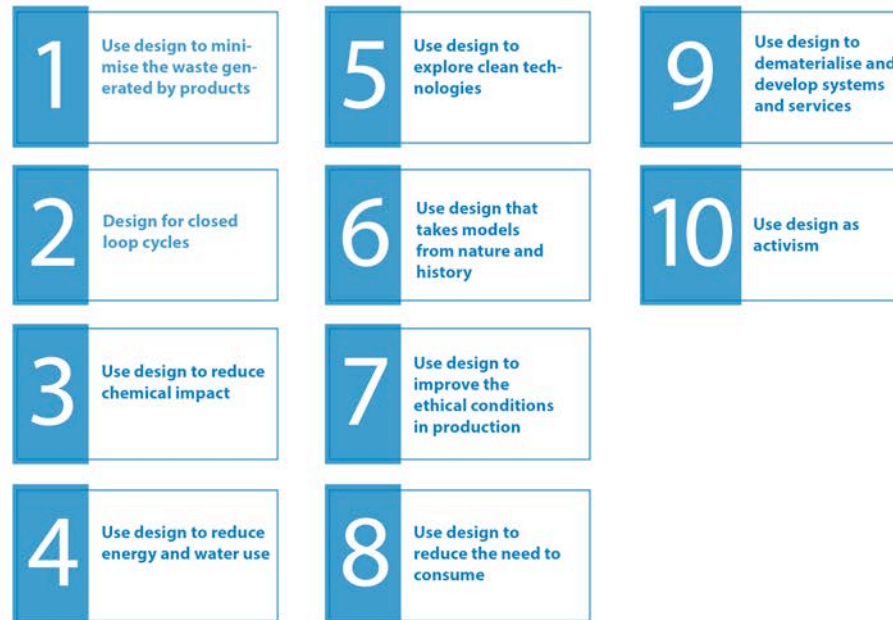 1
Use design to mini-
mise the waste gen-
erated by products
2
Design for closed
loop cycles
3
Use design to reduce
chemical impact
4
Use design to reduce
energy and water use
5
Use design to
explore clean tech-
nologies
6
Use design that
takes models
from nature and
history
7
Use design to
improve the
ethical conditions
in production
8
Use design to
reduce the need to
consume
9
Use design to
dematerialise and
develop systems
and services
10
Use design as
activism